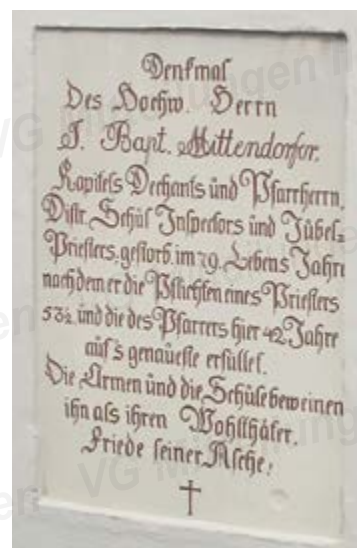 Denkmal
Des Hochw. Herrn
J. Bapt. Mittendorfer.
Kapitels Dechants und Pfarrherrn,
Distr. Schul Inspectors und Jubel=
Priesters, gestorb. im 79. Lebens Jahre
nach dem er die Pflichten eines Priesters
53½ und die des Pfarrers hier 42 Jahre
auf's genaueste erfüllet.
Die Armen und die Schule beweinen
ihn als ihren Wohlthäter.
Friede seiner Asche!